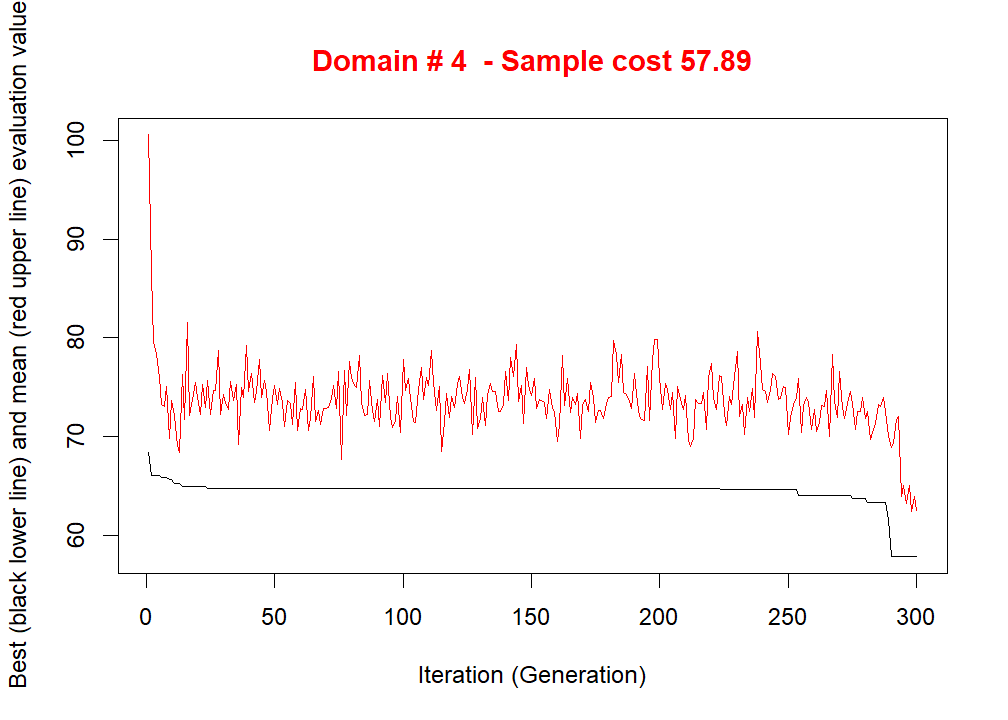 Domain # 4  - Sample cost 57.89
Best (black lower line) and mean (red upper line) evaluation value
100
90
80
70
60
0 50 100 150 200 250 300
Iteration (Generation)